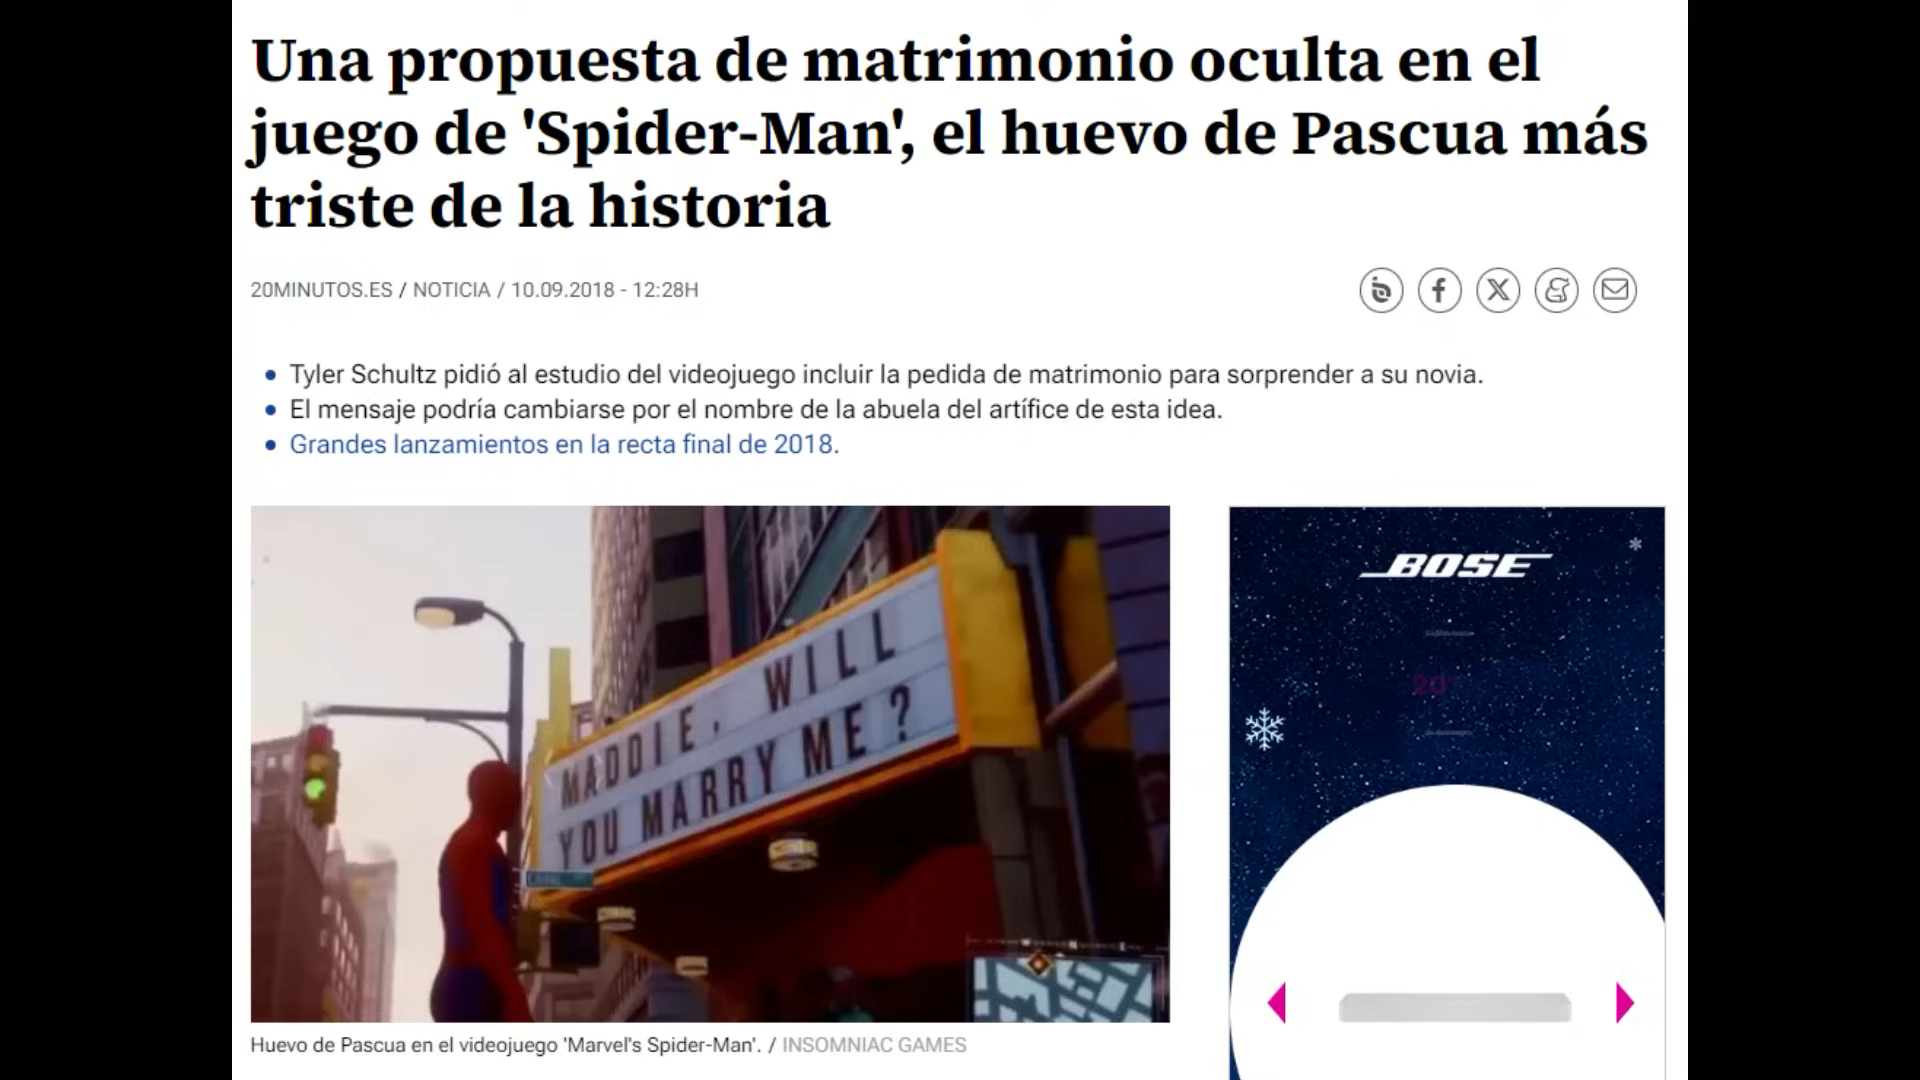 Una propuesta de matrimonio oculta en el
juego de 'Spider-Man', el huevo de Pascua más
triste de la historia
20MINUTOS.ES / NOTICIA / 10.09.2018 - 12:28H
Tyler Schultz pidió al estudio del videojuego incluir la pedida de matrimonio para sorprender a su novia.
El mensaje podría cambiarse por el nombre de la abuela del artífice de esta idea.
Grandes lanzamientos en la recta final de 2018.
MADDIE, WILL
YOU MARRY ME?
BOSE
Huevo de Pascua en el videojuego 'Marvel's Spider-Man'. / INSOMNIAC GAMES